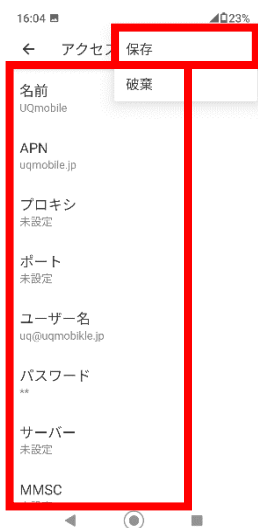 16:04 23%
アクセス
保存
破棄
名前
UQmobile
APN
uqmobile.jp
プロキシ
未設定
ポート
未設定
ユーザー名
uq@uqmobikle.jp
パスワード
**
サーバー
未設定
MMSC